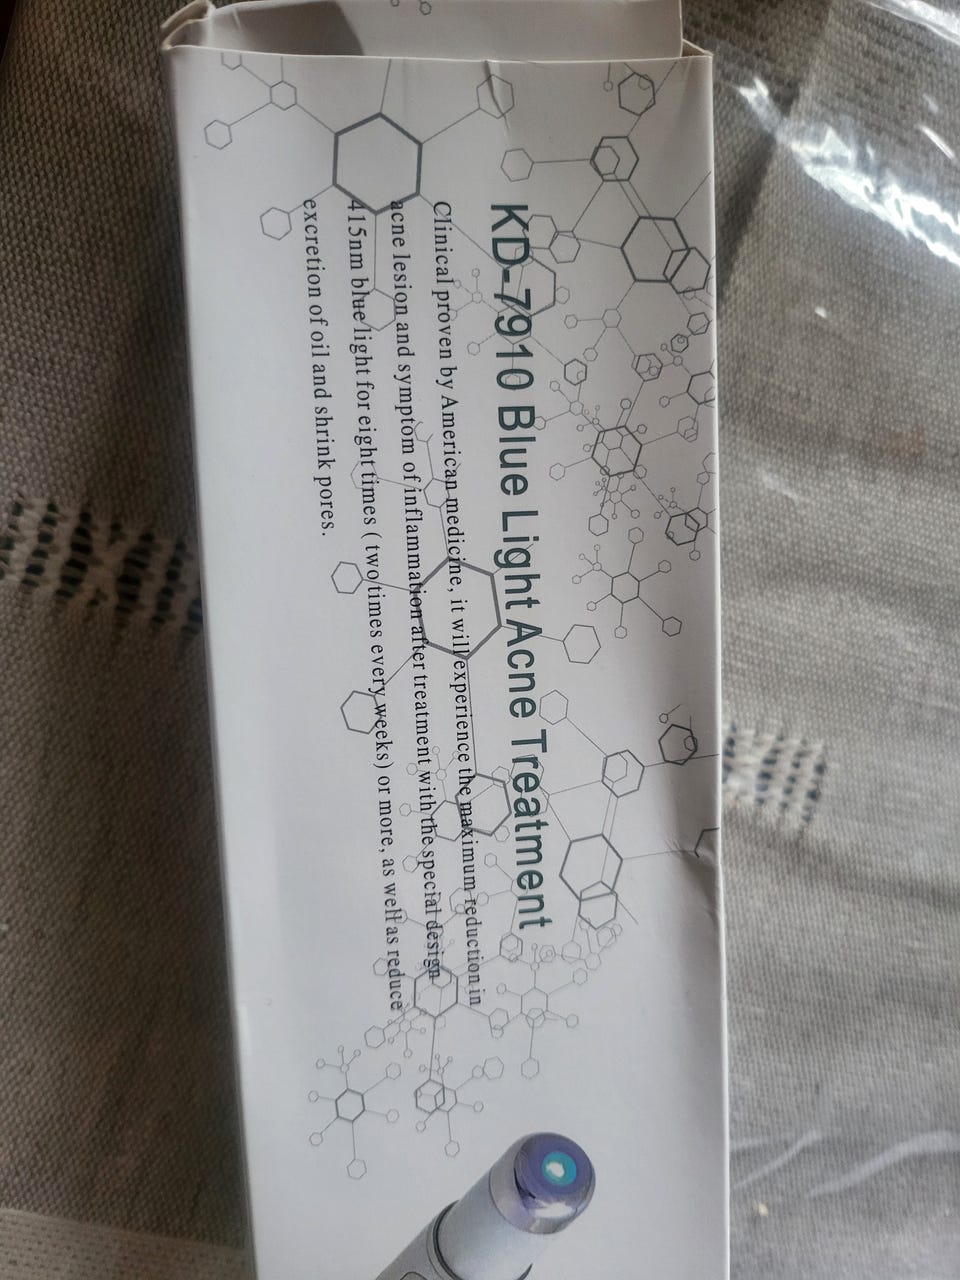 KD-7910 Blue Light Acne Treatment
Clinical proven by American medicine, it will experience the maximum reduction in
acne lesion and symptom of inflammation after treatment with the special design
415nm blue light for eight times ( two times every weeks) or more, as well as reduce
excretion of oil and shrink pores.